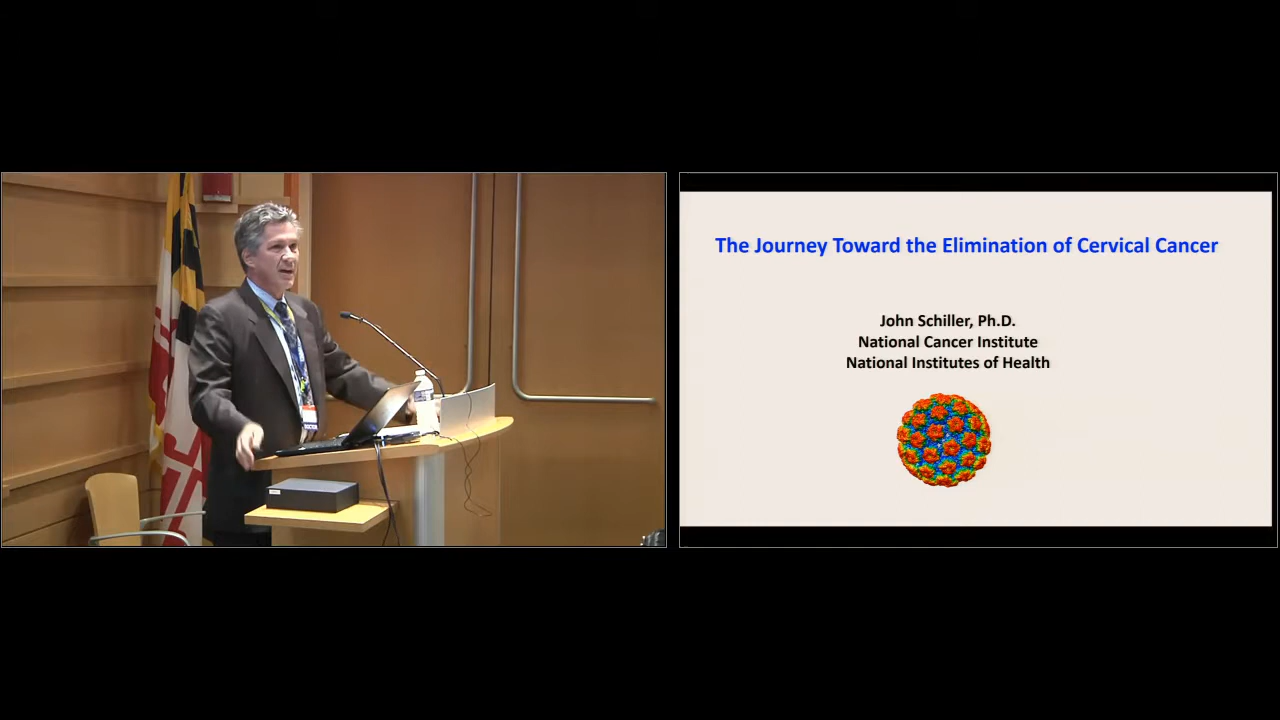 The Journey Toward the Elimination of Cervical Cancer
John Schiller, Ph.D.
National Cancer Institute
National Institutes of Health